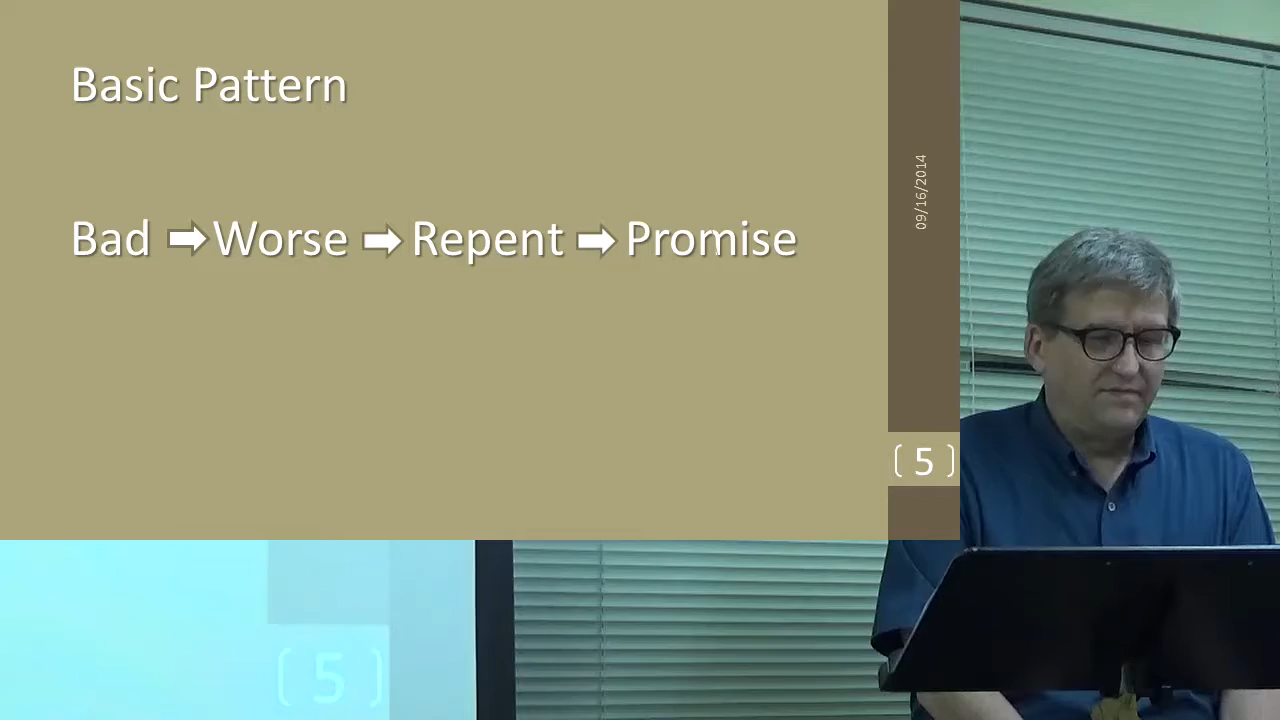 Basic Pattern
Bad ➡ Worse ➡ Repent ➡ Promise
09/16/2014
[ 5 ]
[ 5 ]